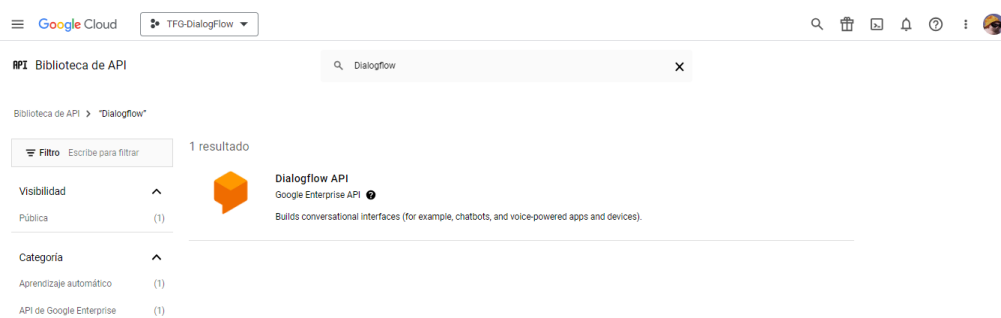 Google Cloud
TFG-DialogFlow
API Biblioteca de API
Dialogflow
Biblioteca de API > "Dialogflow"
Filtro Escribe para filtrar
1 resultado
Dialogflow API
Google Enterprise API
Builds conversational interfaces (for example, chatbots, and voice-powered apps and devices).
Visibilidad
Pública (1)
Categoría
Aprendizaje automático (1)
API de Google Enterprise (1)